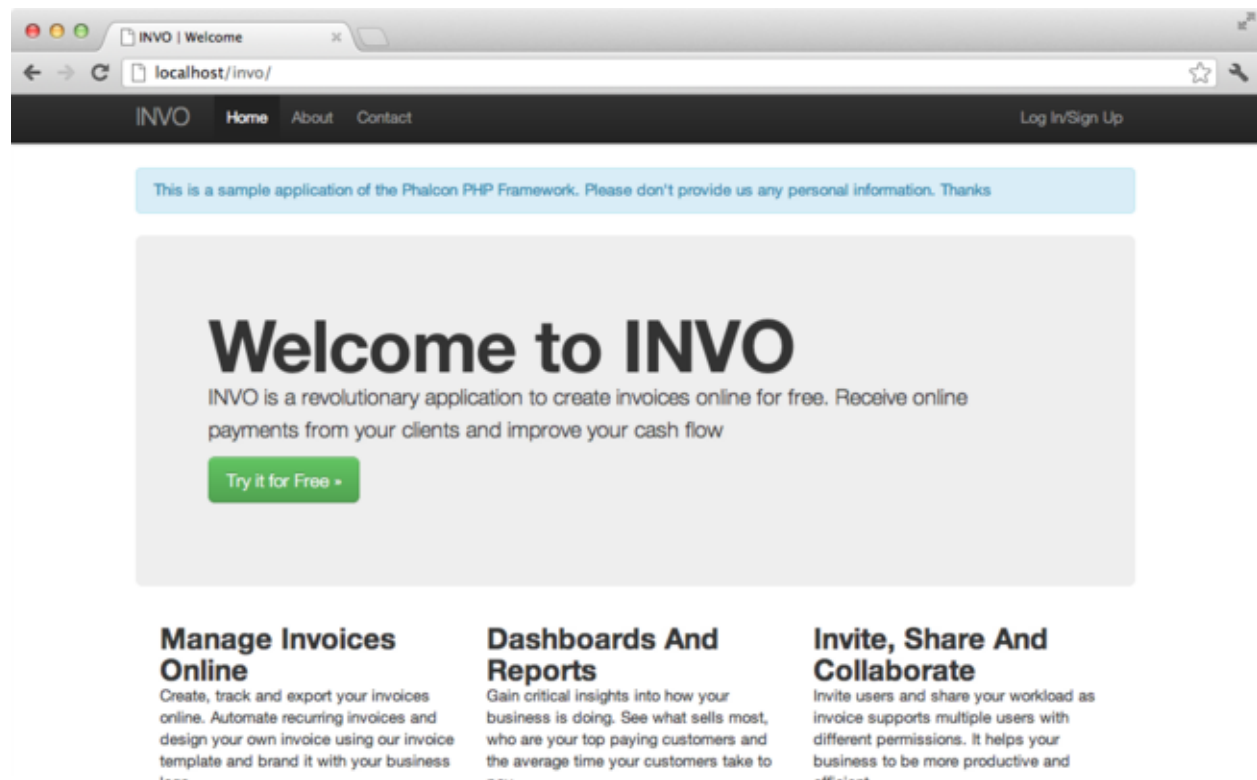 INVO | Welcome
localhost/invo/
INVO Home About Contact Log In/Sign Up
This is a sample application of the Phalcon PHP Framework. Please don't provide us any personal information. Thanks
Welcome to INVO
INVO is a revolutionary application to create invoices online for free. Receive online
payments from your clients and improve your cash flow
Try it for Free »
Manage Invoices
Online
Create, track and export your invoices
online. Automate recurring invoices and
design your own invoice using our invoice
template and brand it with your business
Dashboards And
Reports
Gain critical insights into how your
business is doing. See what sells most,
who are your top paying customers and
the average time your customers take to
Invite, Share And
Collaborate
Invite users and share your workload as
invoice supports multiple users with
different permissions. It helps your
business to be more productive and